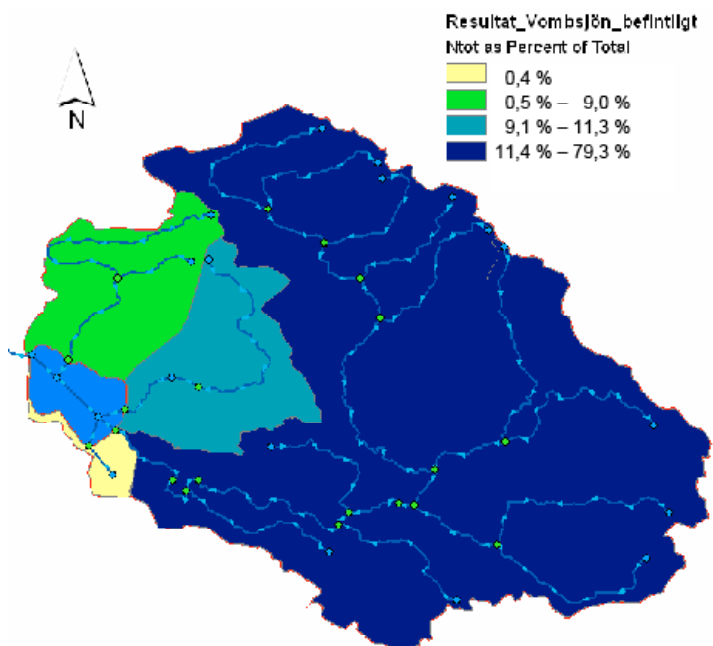 Resultat_Vombsjön_befintligt
Ntot as Percent of Total
0,4 %
0,5 % – 9,0 %
9,1 % – 11,3 %
11,4 % – 79,3 %
N